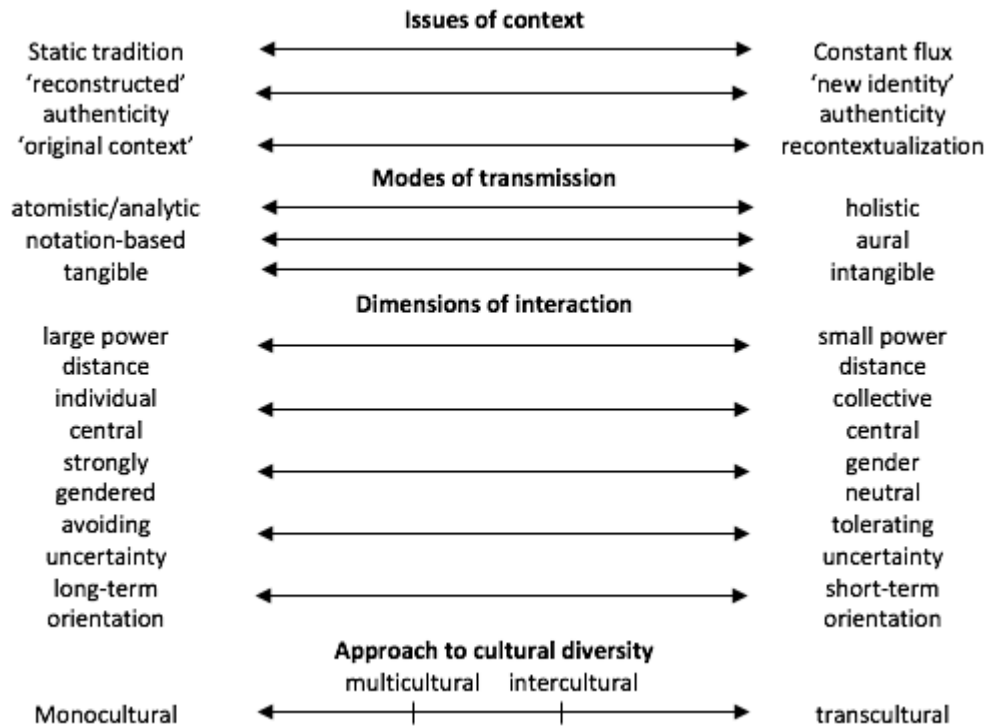 Issues of context
Static tradition Constant flux
‘reconstructed’ ‘new identity’
authenticity authenticity
‘original context’ recontextualization
Modes of transmission
atomistic/analytic holistic
notation-based aural
tangible intangible
Dimensions of interaction
large power small power
distance distance
individual collective
central central
strongly gender
gendered neutral
avoiding tolerating
uncertainty uncertainty
long-term short-term
orientation orientation
Approach to cultural diversity
multicultural intercultural
Monocultural transcultural